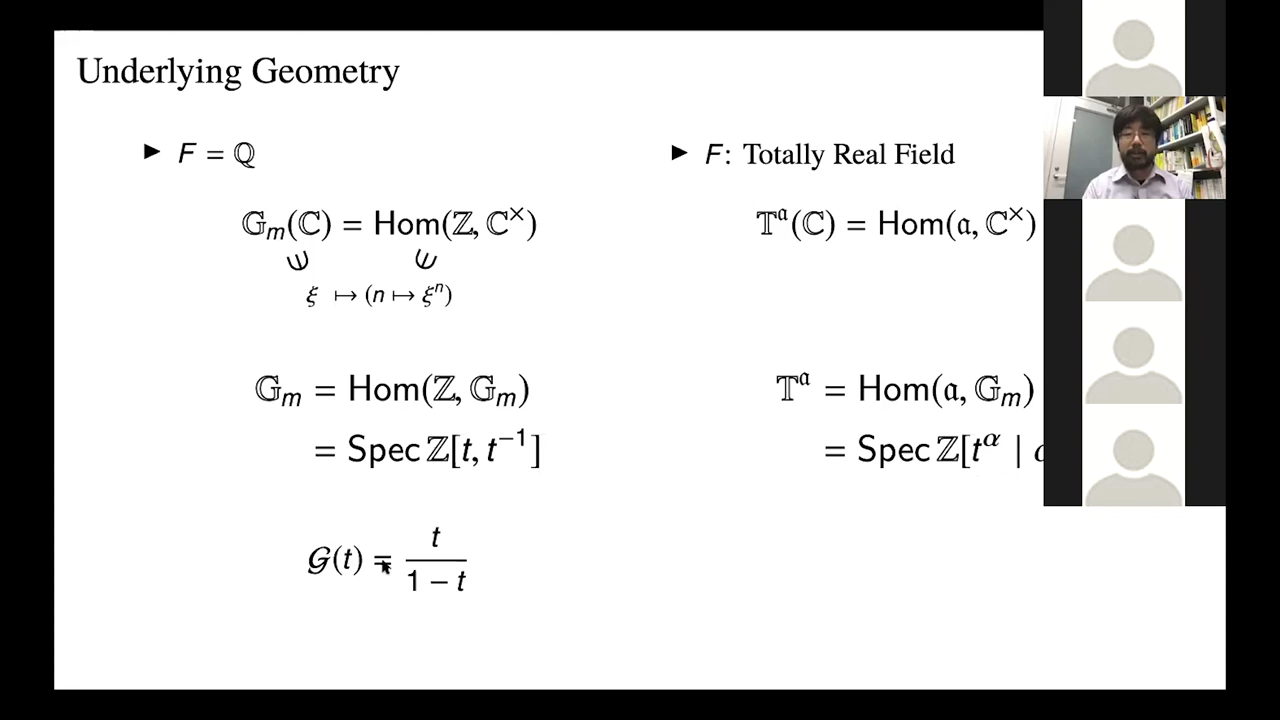 Underlying Geometry
► F = ℚ
𝔾ₘ(ℂ) = Hom(ℤ, ℂ^×)
ξ ↦ (n ↦ ξⁿ)
𝔾ₘ = Hom(ℤ, 𝔾ₘ)
= Spec ℤ[t, t⁻¹]
𝒢(t) = t / (1 − t)
► F: Totally Real Field
𝕋^𝔞(ℂ) = Hom(𝔞, ℂ^×)
𝕋^𝔞 = Hom(𝔞, 𝔾ₘ)
= Spec ℤ[t^α |